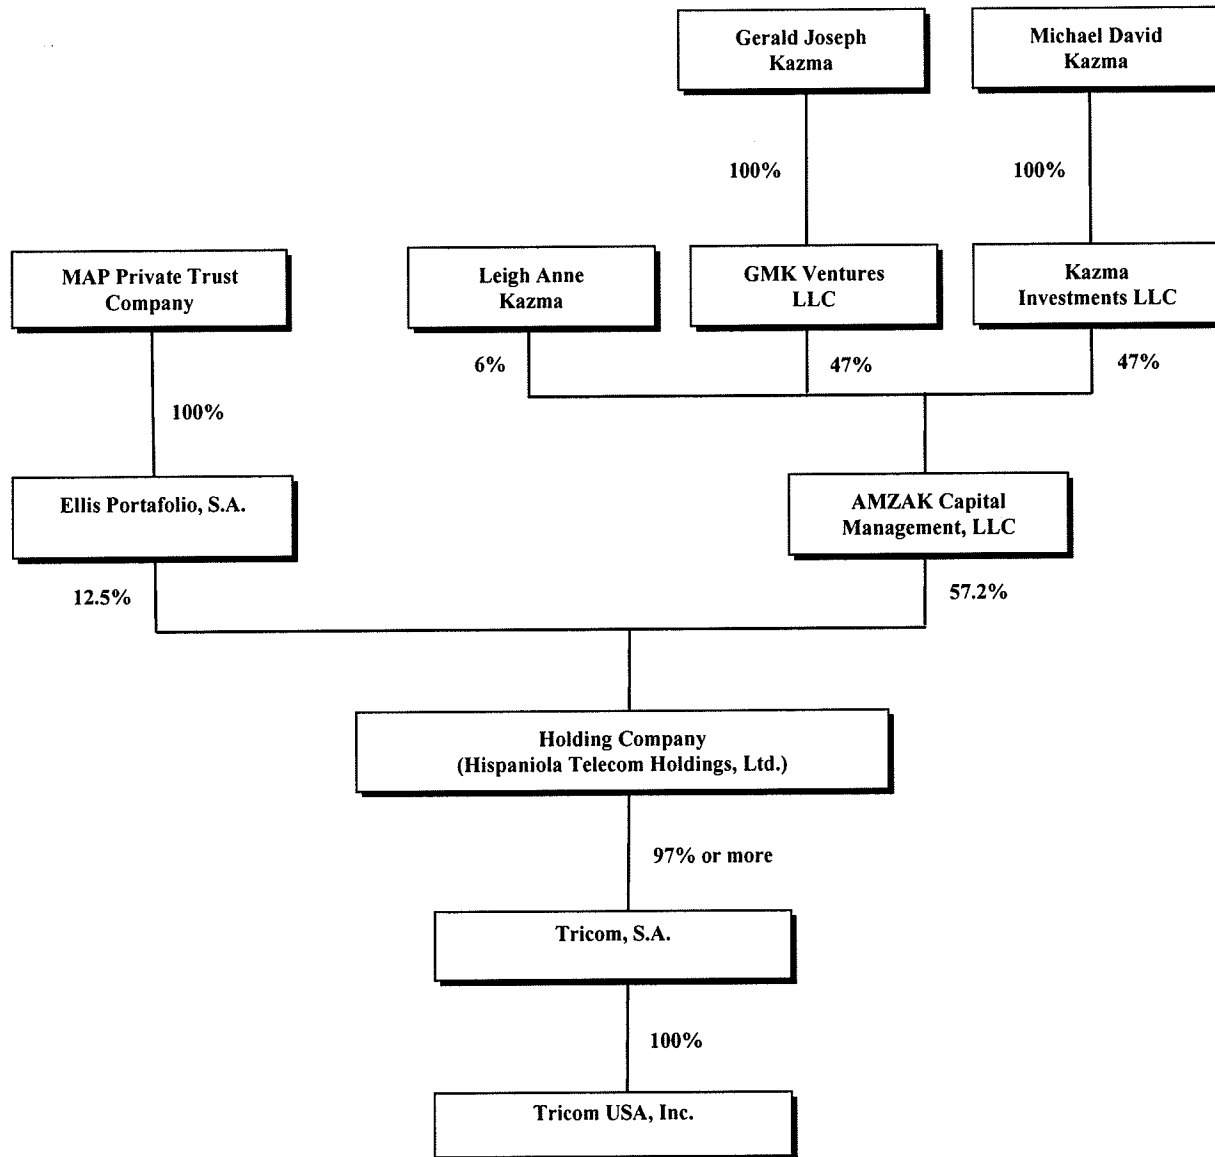 Gerald Joseph
Kazma
Michael David
Kazma
100%
100%
MAP Private Trust
Company
Leigh Anne
Kazma
GMK Ventures
LLC
Kazma
Investments LLC
6%
47%
47%
100%
Ellis Portafolio, S.A.
AMZAK Capital
Management, LLC
12.5%
57.2%
Holding Company
(Hispaniola Telecom Holdings, Ltd.)
97% or more
Tricom, S.A.
100%
Tricom USA, Inc.